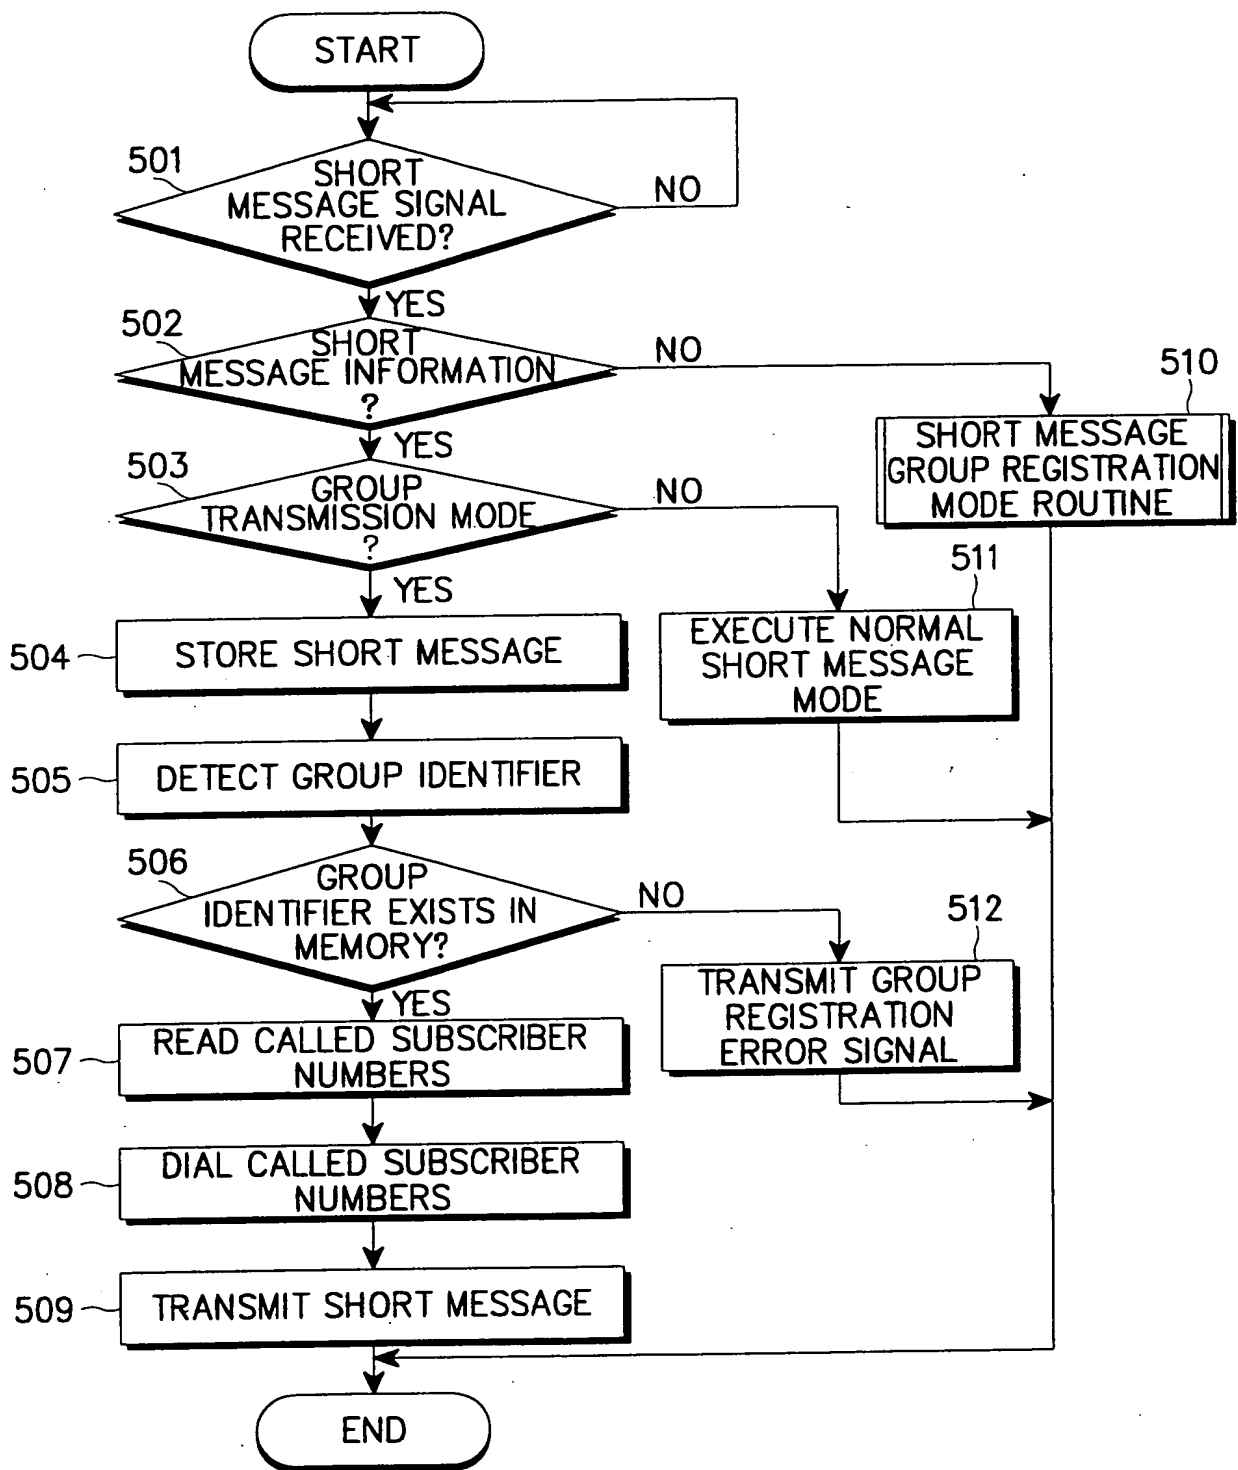 START
501
SHORT
MESSAGE SIGNAL
RECEIVED?
NO
YES
502
SHORT
MESSAGE INFORMATION
?
NO
510
SHORT MESSAGE
GROUP REGISTRATION
MODE ROUTINE
YES
503
GROUP
TRANSMISSION MODE
?
NO
YES
511
EXECUTE NORMAL
SHORT MESSAGE
MODE
504
STORE SHORT MESSAGE
505
DETECT GROUP IDENTIFIER
506
GROUP
IDENTIFIER EXISTS IN
MEMORY?
NO
512
TRANSMIT GROUP
REGISTRATION
ERROR SIGNAL
YES
507
READ CALLED SUBSCRIBER
NUMBERS
508
DIAL CALLED SUBSCRIBER
NUMBERS
509
TRANSMIT SHORT MESSAGE
END